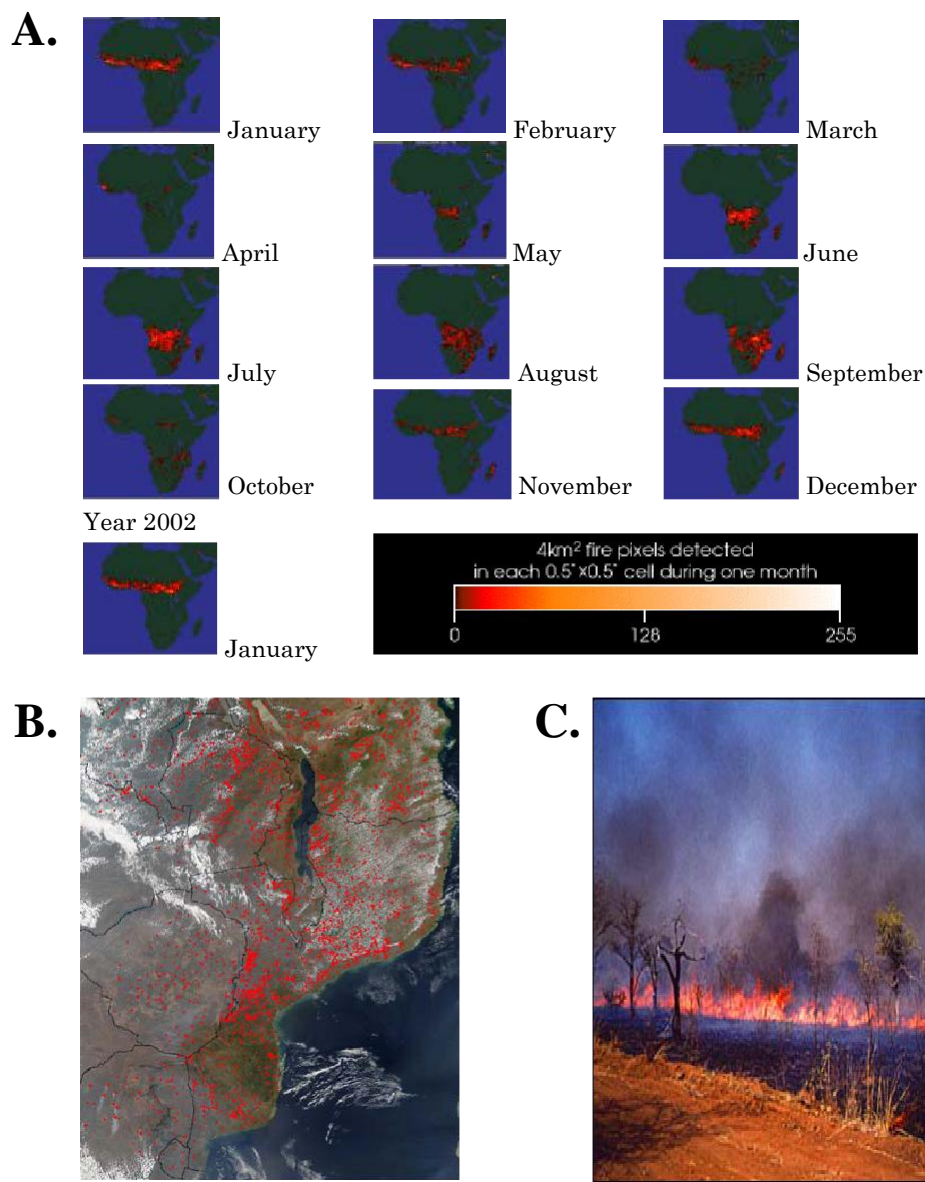 A.
January
February
March
April
May
June
July
August
September
October
November
December
Year 2002
January
4km² fire pixels detected
in each 0.5°×0.5° cell during one month
0
128
255
B.
C.